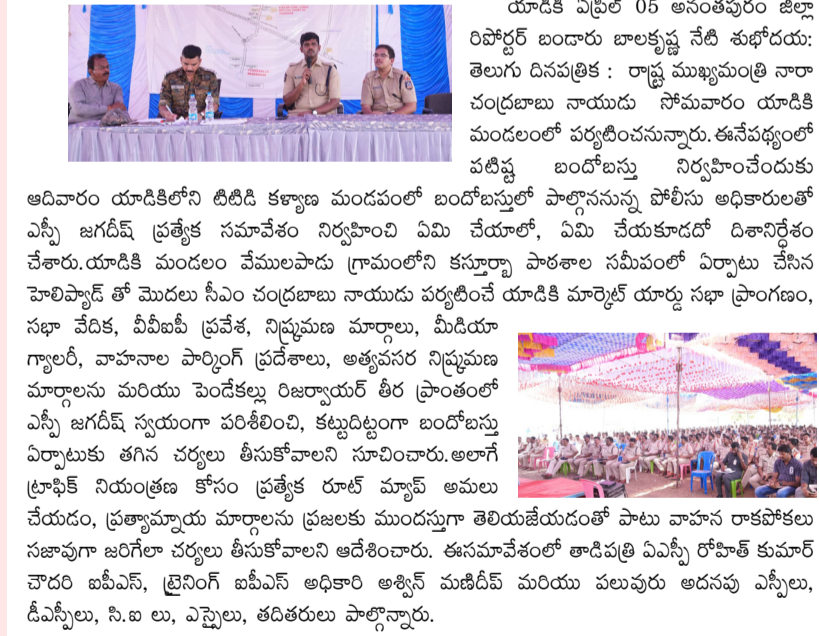 యాడికి ఏప్రిల్ 05 అనంతపురం జిల్లా
రిపోర్టర్ బండారు బాలకృష్ణ నేటి శుభోదయ:
తెలుగు దినపత్రిక : రాష్ట్ర ముఖ్యమంత్రి నారా
చంద్రబాబు నాయుడు సోమవారం యాడికి
మండలంలో పర్యటించనున్నారు.ఈనేపథ్యంలో
పటిష్ట బందోబస్తు నిర్వహించేందుకు
ఆదివారం యాడికిలోని టిటిడి కళ్యాణ మండపంలో బందోబస్తులో పాల్గొననున్న పోలీసు అధికారులతో
ఎస్పీ జగదీష్ ప్రత్యేక సమావేశం నిర్వహించి ఏమి చేయాలో, ఏమి చేయకూడదో దిశానిర్దేశం
చేశారు.యాడికి మండలం వేములపాడు గ్రామంలోని కస్తూర్బా పాఠశాల సమీపంలో ఏర్పాటు చేసిన
హెలిప్యాడ్ తో మొదలు సీఎం చంద్రబాబు నాయుడు పర్యటించే యాడికి మార్కెట్ యార్డు సభా ప్రాంగణం,
సభా వేదిక, వీవీఐపీ ప్రవేశ, నిష్క్రమణ మార్గాలు, మీడియా
గ్యాలరీ, వాహనాల పార్కింగ్ ప్రదేశాలు, అత్యవసర నిష్క్రమణ
మార్గాలను మరియు పెండేకల్లు రిజర్వాయర్ తీర ప్రాంతంలో
ఎస్పీ జగదీష్ స్వయంగా పరిశీలించి, కట్టుదిట్టంగా బందోబస్తు
ఏర్పాటుకు తగిన చర్యలు తీసుకోవాలని సూచించారు.అలాగే
ట్రాఫిక్ నియంత్రణ కోసం ప్రత్యేక రూట్ మ్యాప్ అమలు
చేయడం, ప్రత్యామ్నాయ మార్గాలను ప్రజలకు ముందస్తుగా తెలియజేయడంతో పాటు వాహన రాకపోకలు
సజావుగా జరిగేలా చర్యలు తీసుకోవాలని ఆదేశించారు. ఈసమావేశంలో తాడిపత్రి ఏఎస్పీ రోహిత్ కుమార్
చౌదరి ఐపీఎస్, ట్రైనింగ్ ఐపీఎస్ అధికారి అశ్విన్ మణిదీప్ మరియు పలువురు అదనపు ఎస్పీలు,
డీఎస్పీలు, సి.ఐ లు, ఎస్సైలు, తదితరులు పాల్గొన్నారు.